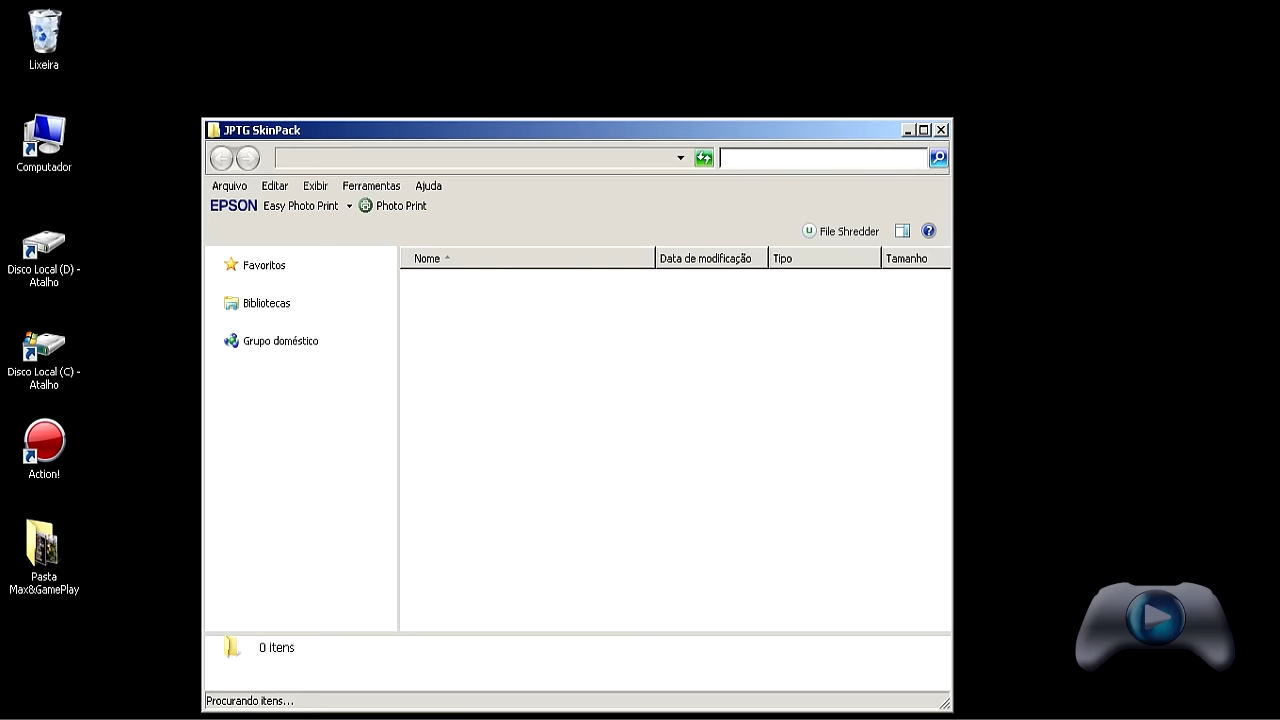 Lixeira
Computador
Disco Local (D) -
Atalho
Disco Local (C) -
Atalho
Action!
Pasta
Max&GamePlay
JPTG SkinPack
Arquivo Editar Exibir Ferramentas Ajuda
EPSON Easy Photo Print Photo Print
File Shredder
Favoritos
Bibliotecas
Grupo doméstico
Nome Data de modificação Tipo Tamanho
0 itens
Procurando itens...